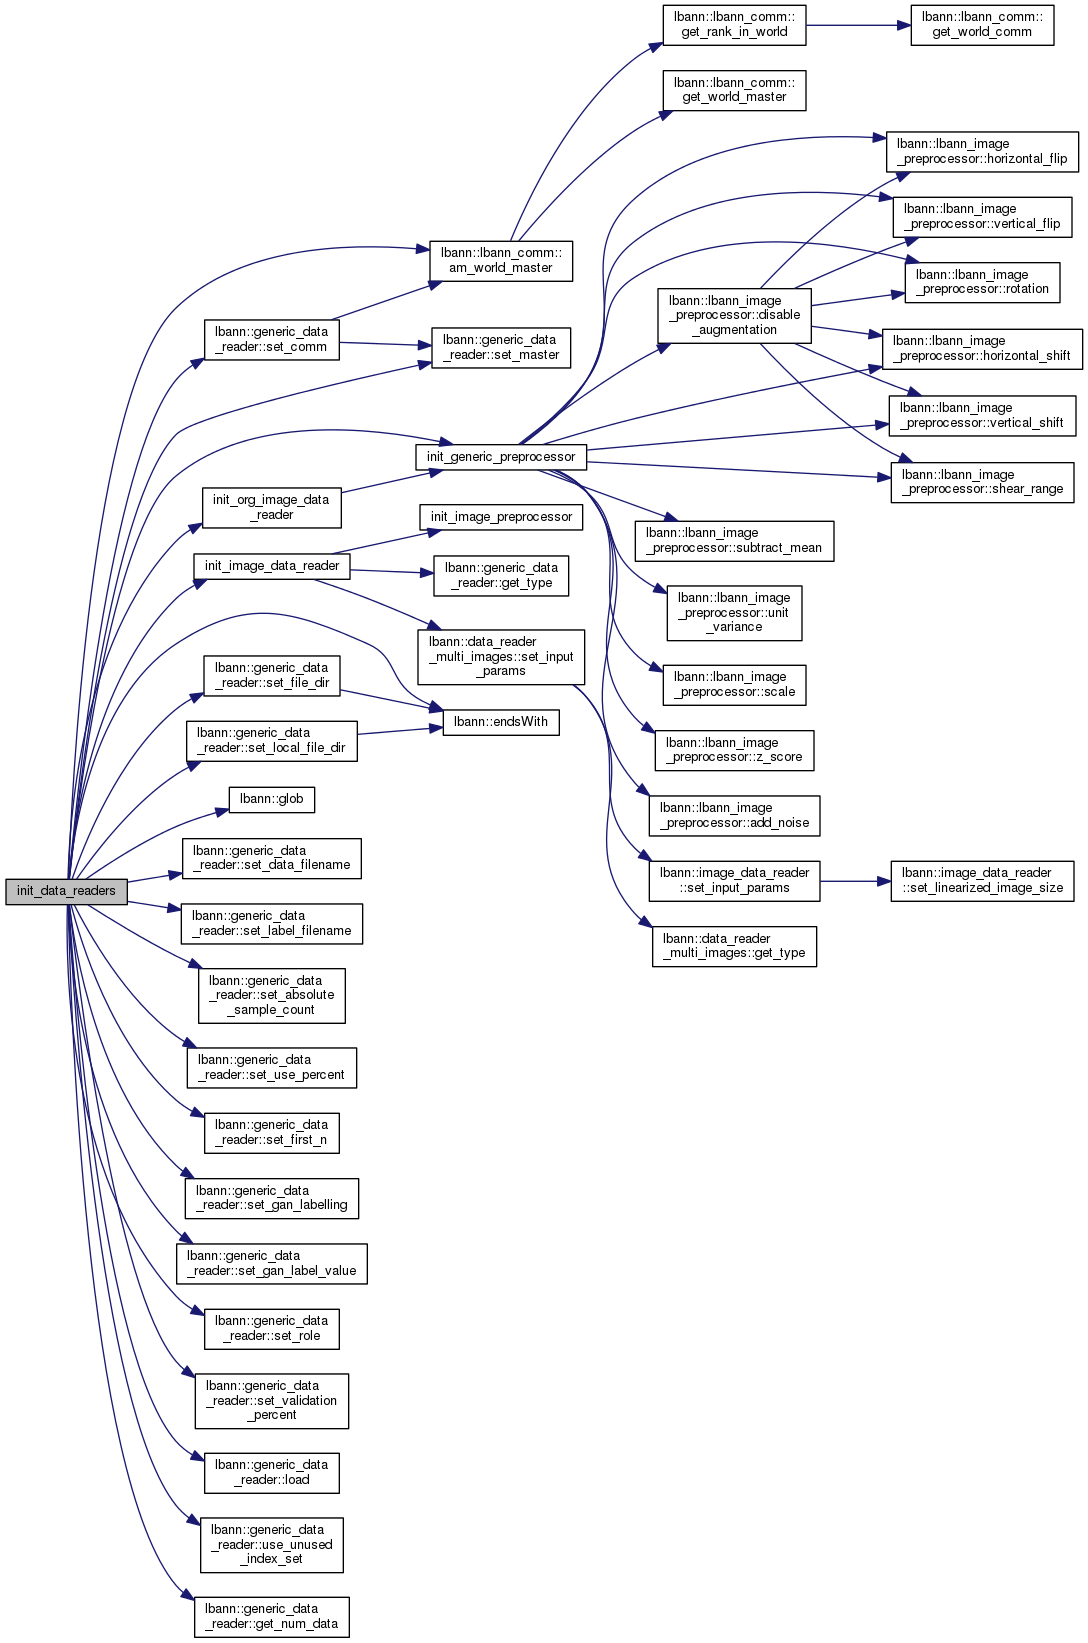 lbann::lbann_comm::
get_rank_in_world
lbann::lbann_comm::
get_world_comm
lbann::lbann_comm::
get_world_master
lbann::lbann_image
_preprocessor::horizontal_flip
lbann::lbann_image
_preprocessor::vertical_flip
lbann::lbann_comm::
am_world_master
lbann::lbann_image
_preprocessor::rotation
lbann::lbann_image
_preprocessor::disable
_augmentation
lbann::generic_data
_reader::set_comm
lbann::generic_data
_reader::set_master
lbann::lbann_image
_preprocessor::horizontal_shift
lbann::lbann_image
_preprocessor::vertical_shift
init_generic_preprocessor
lbann::lbann_image
_preprocessor::shear_range
init_org_image_data
_reader
init_image_preprocessor
lbann::lbann_image
_preprocessor::subtract_mean
init_image_data_reader
lbann::generic_data
_reader::get_type
lbann::lbann_image
_preprocessor::unit
_variance
lbann::data_reader
_multi_images::set_input
_params
lbann::generic_data
_reader::set_file_dir
lbann::lbann_image
_preprocessor::scale
lbann::endsWith
lbann::generic_data
_reader::set_local_file_dir
lbann::lbann_image
_preprocessor::z_score
lbann::glob
lbann::lbann_image
_preprocessor::add_noise
lbann::generic_data
_reader::set_data_filename
init_data_readers
lbann::image_data_reader
::set_input_params
lbann::image_data_reader
::set_linearized_image_size
lbann::generic_data
_reader::set_label_filename
lbann::data_reader
_multi_images::get_type
lbann::generic_data
_reader::set_absolute
_sample_count
lbann::generic_data
_reader::set_use_percent
lbann::generic_data
_reader::set_first_n
lbann::generic_data
_reader::set_gan_labelling
lbann::generic_data
_reader::set_gan_label_value
lbann::generic_data
_reader::set_role
lbann::generic_data
_reader::set_validation
_percent
lbann::generic_data
_reader::load
lbann::generic_data
_reader::use_unused
_index_set
lbann::generic_data
_reader::get_num_data